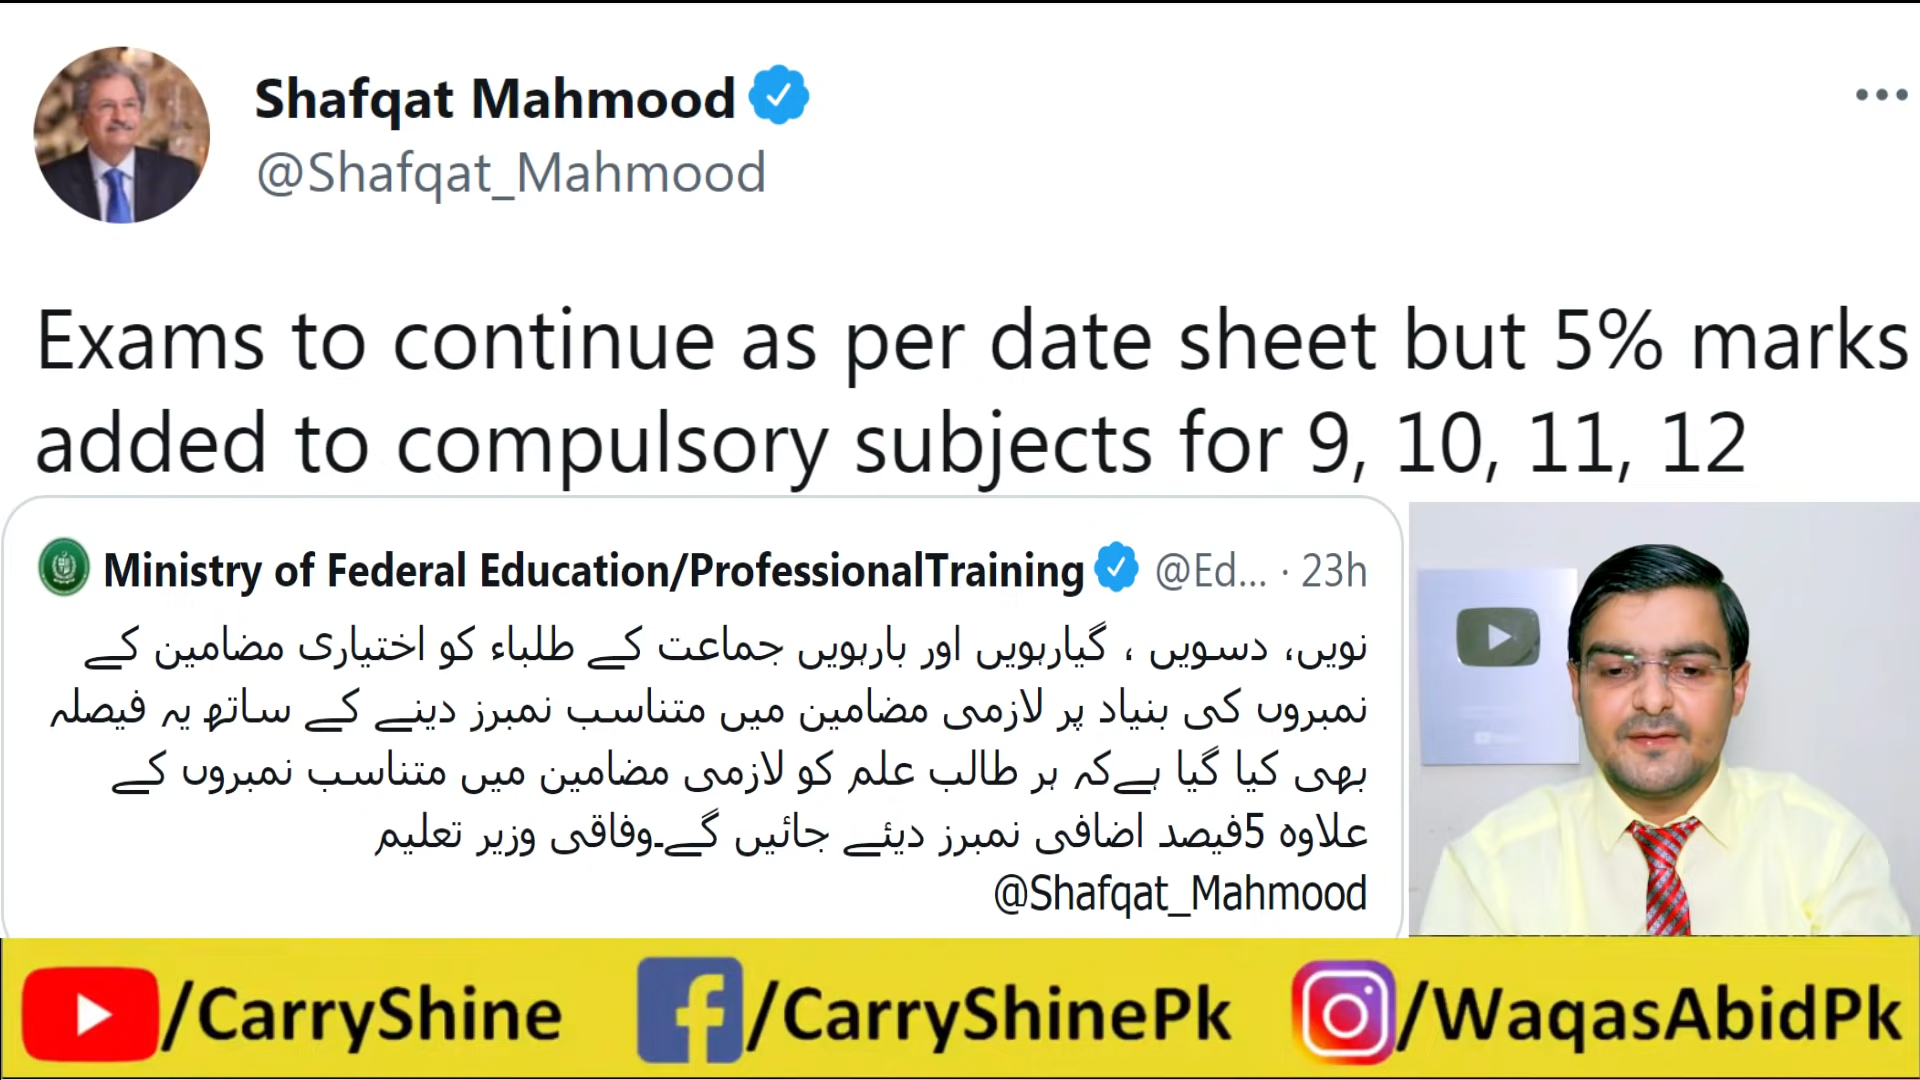 Shafqat Mahmood
@Shafqat_Mahmood
Exams to continue as per date sheet but 5% marks
added to compulsory subjects for 9, 10, 11, 12
Ministry of Federal Education/ProfessionalTraining @Ed... · 23h
نویں، دسویں ، گیارہویں اور بارہویں جماعت کے طلباء کو اختیاری مضامین کے
نمبروں کی بنیاد پر لازمی مضامین میں متناسب نمبرز دینے کے ساتھ یہ فیصلہ
بھی کیا گیا ہےکہ ہر طالب علم کو لازمی مضامین میں متناسب نمبروں کے
علاوہ 5فیصد اضافی نمبرز دیئے جائیں گے۔وفاقی وزیر تعلیم
@Shafqat_Mahmood
/CarryShine /CarryShinePk /WaqasAbidPk